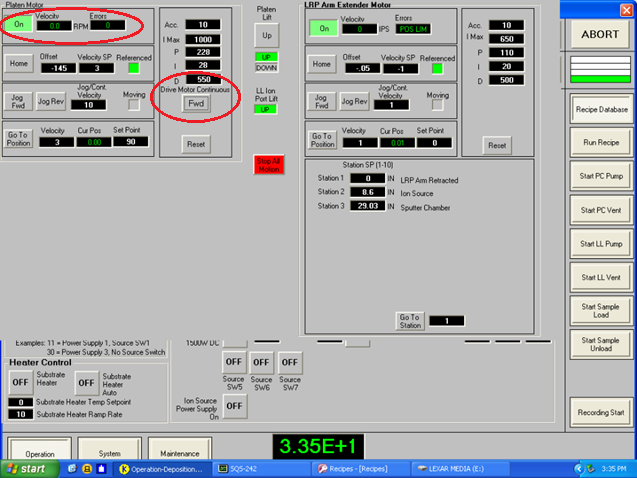 Platen Motor
On
Velocity
0.0
RPM
Errors
0
Home
Offset
-145
Velocity SP
3
Referenced
Jog
Fwd
Jog Rev
Jog/Cont.
Velocity
10
Moving
Go To
Position
Velocity
3
Cur Pos
0.00
Set Point
90
Acc.
10
I Max
1000
P
228
I
28
D
550
Drive Motor Continuous
Fwd
Reset
Platen
Lift
Up
UP
DOWN
LL Ion
Port Lift
UP
Stop All
Motion
LRP Arm Extender Motor
On
Velocity
0
IPS
Errors
POS LIM
Home
Offset
-.05
Velocity SP
-1
Referenced
Jog
Fwd
Jog Rev
Jog/Cont.
Velocity
1
Moving
Go To
Position
Velocity
1
Cur Pos
0.01
Set Point
0
Acc.
10
I Max
650
P
110
I
20
D
500
Reset
Station SP (1-10)
Station 1
0
IN
LRP Arm Retracted
Station 2
8.6
IN
Ion Source
Station 3
29.03
IN
Sputter Chamber
Go To
Station
1
ABORT
Recipe Database
Run Recipe
Start PC Pump
Start PC Vent
Start LL Pump
Start LL Vent
Start Sample
Load
Start Sample
Unload
Recording Start
Examples: 11 = Power Supply 1, Source SW1
30 = Power Supply 3, No Source Switch
1500W DC
Heater Control
OFF
Substrate
Heater
OFF
Substrate
Heater
Auto
0
Substrate Heater Temp Setpoint
10
Substrate Heater Ramp Rate
OFF
OFF
OFF
Source
SW5
Source
SW6
Source
SW7
Ion Source
Power Supply
On
OFF
Operation
System
Maintenance
3.35E+1
start
Operation-Deposition...
SQS-242
Recipes - [Recipes]
LEXAR MEDIA (E:)
3:35 PM